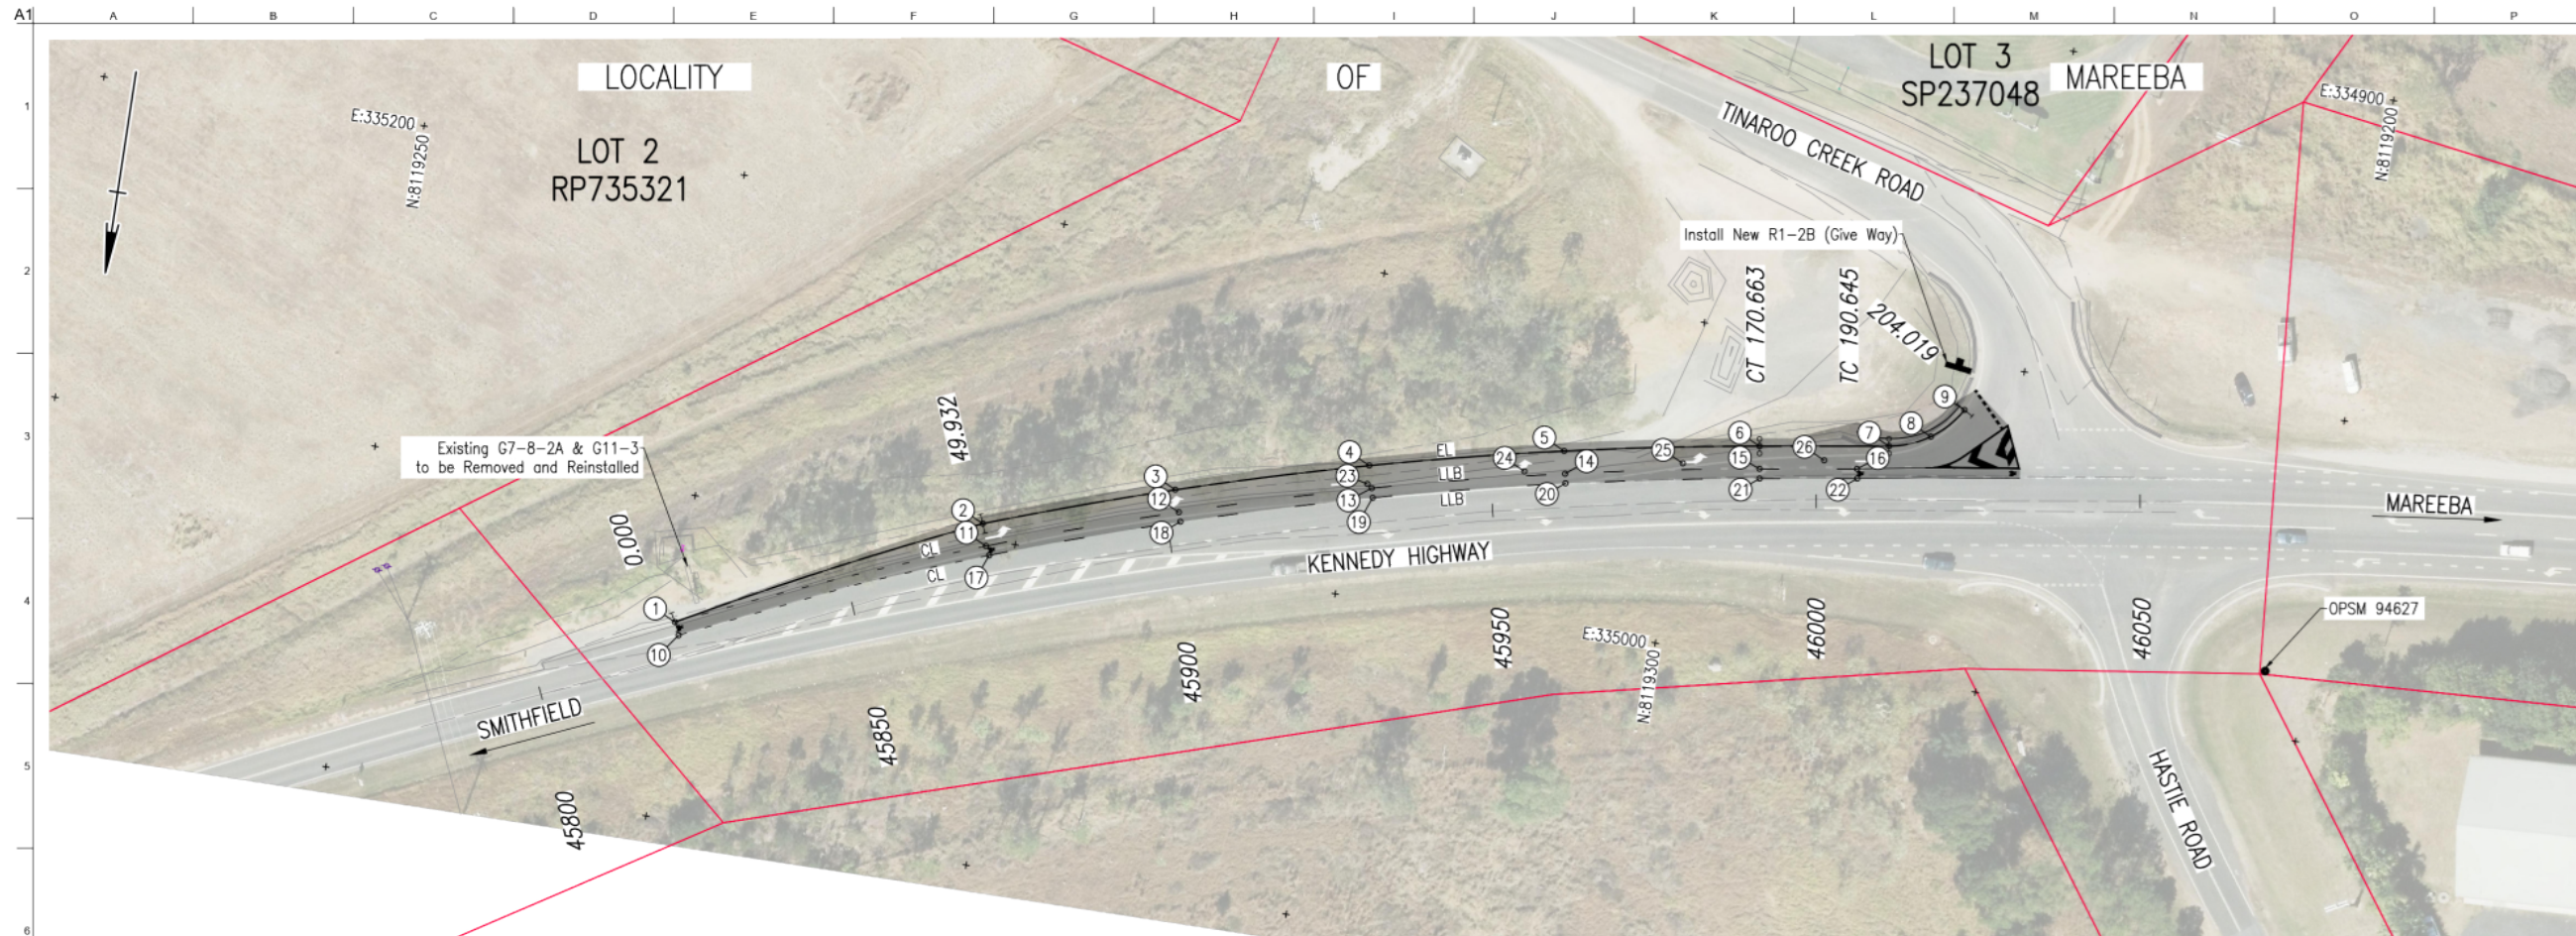 A1
A B C D E F G H I J K L M N O P
LOCALITY
OF
LOT 3
SP237048
MAREEBA
E:334900
N:8119200
1
E:335200
N:8119250
LOT 2
RP735321
TINAROO CREEK ROAD
Install New R1-2B (Give Way)
2
CT 170.663
TC 190.645
204.019
3
Existing G7-8-2A & G11-3
to be Removed and Reinstalled
49.932
0.000
1
2
3
4
5
6
7
8
9
10
11
12
13
14
15
16
17
18
19
20
21
22
23
24
25
26
EL
LLB
LLB
CL
CL
MAREEBA
KENNEDY HIGHWAY
4
OPSM 94627
E:335000
N:8119300
SMITHFIELD
45800
45850
45900
45950
46000
46050
5
HASTIE ROAD
6